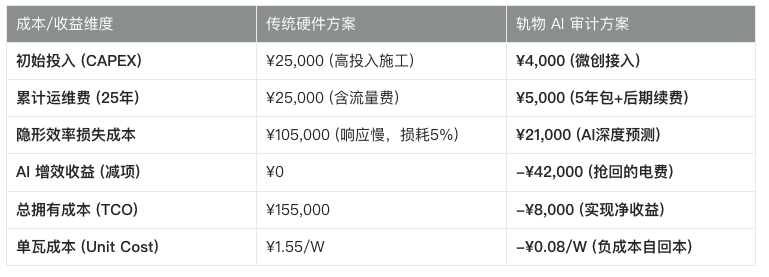 成本/收益维度 传统硬件方案 轨物 AI 审计方案
初始投入 (CAPEX) ¥25,000 (高投入施工) ¥4,000 (微创接入)
累计运维费 (25年) ¥25,000 (含流量费) ¥5,000 (5年包+后期续费)
隐形效率损失成本 ¥105,000 (响应慢，损耗5%) ¥21,000 (AI深度预测)
AI 增效收益 (减项) ¥0 -¥42,000 (抢回的电费)
总拥有成本 (TCO) ¥155,000 -¥8,000 (实现净收益)
单瓦成本 (Unit Cost) ¥1.55/W -¥0.08/W (负成本自回本)